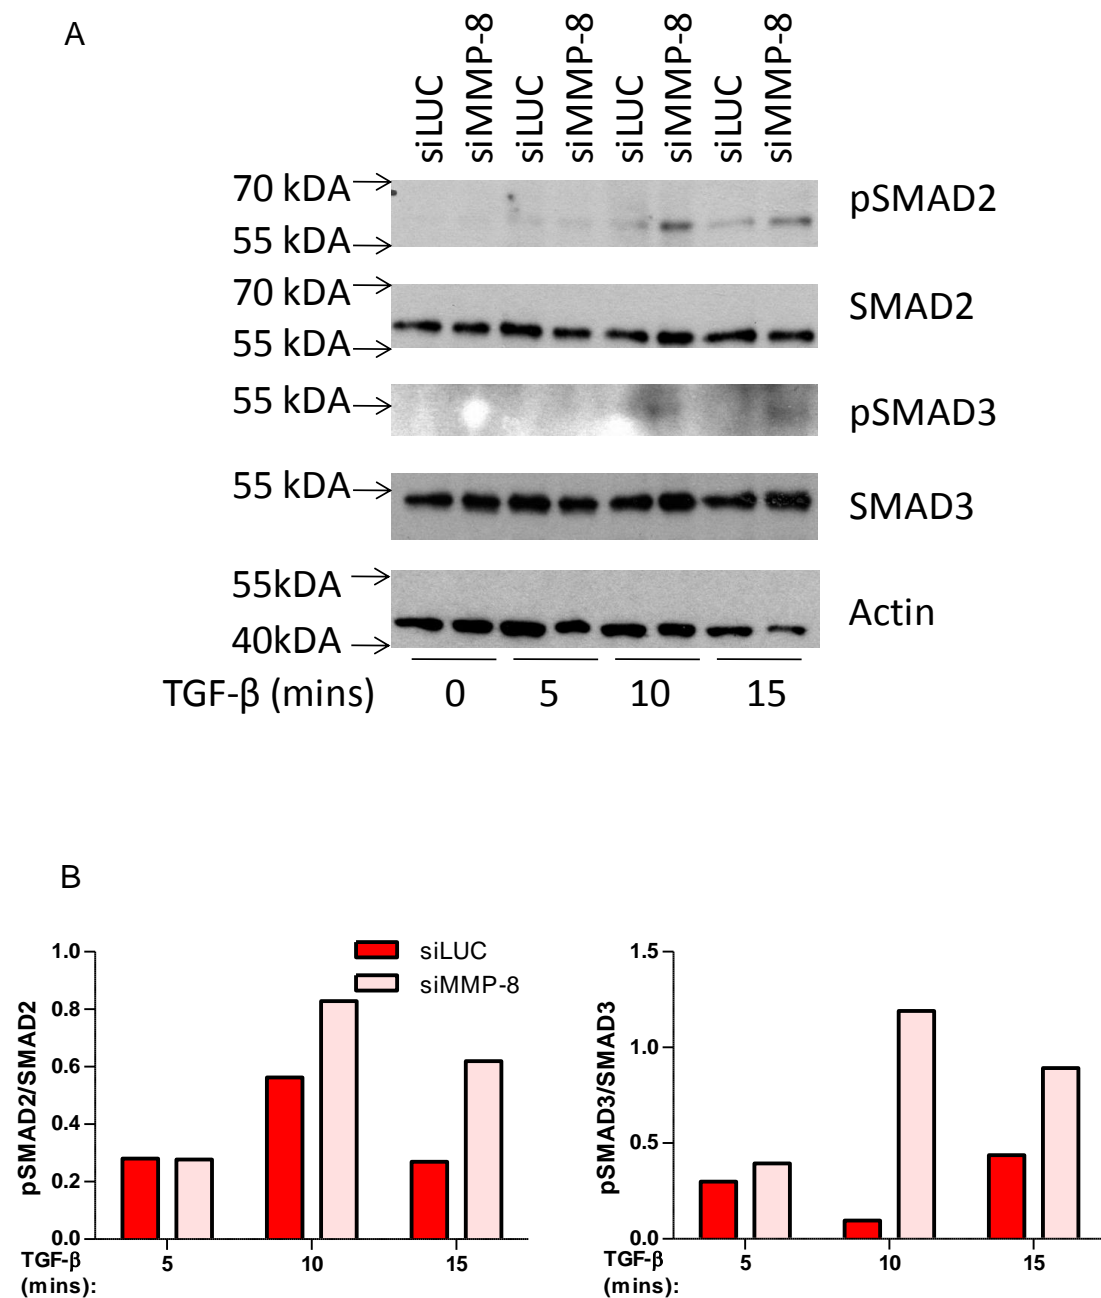 A
siLUC siMMP-8 siLUC siMMP-8 siLUC siMMP-8 siLUC siMMP-8
70 kDA
pSMAD2
55 kDA
70 kDA
SMAD2
55 kDA
55 kDA
pSMAD3
55 kDA
SMAD3
55kDA
Actin
40kDA
TGF-β (mins) 0 5 10 15
B
siLUC
siMMP-8
pSMAD2/SMAD2
1.0
0.8
0.6
0.4
0.2
0.0
TGF-β
(mins):
5 10 15
pSMAD3/SMAD3
1.5
1.0
0.5
0.0
TGF-β
(mins):
5 10 15